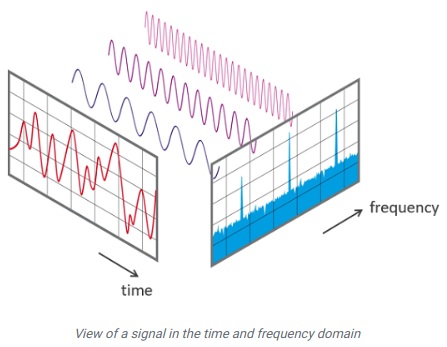 frequency
time
View of a signal in the time and frequency domain